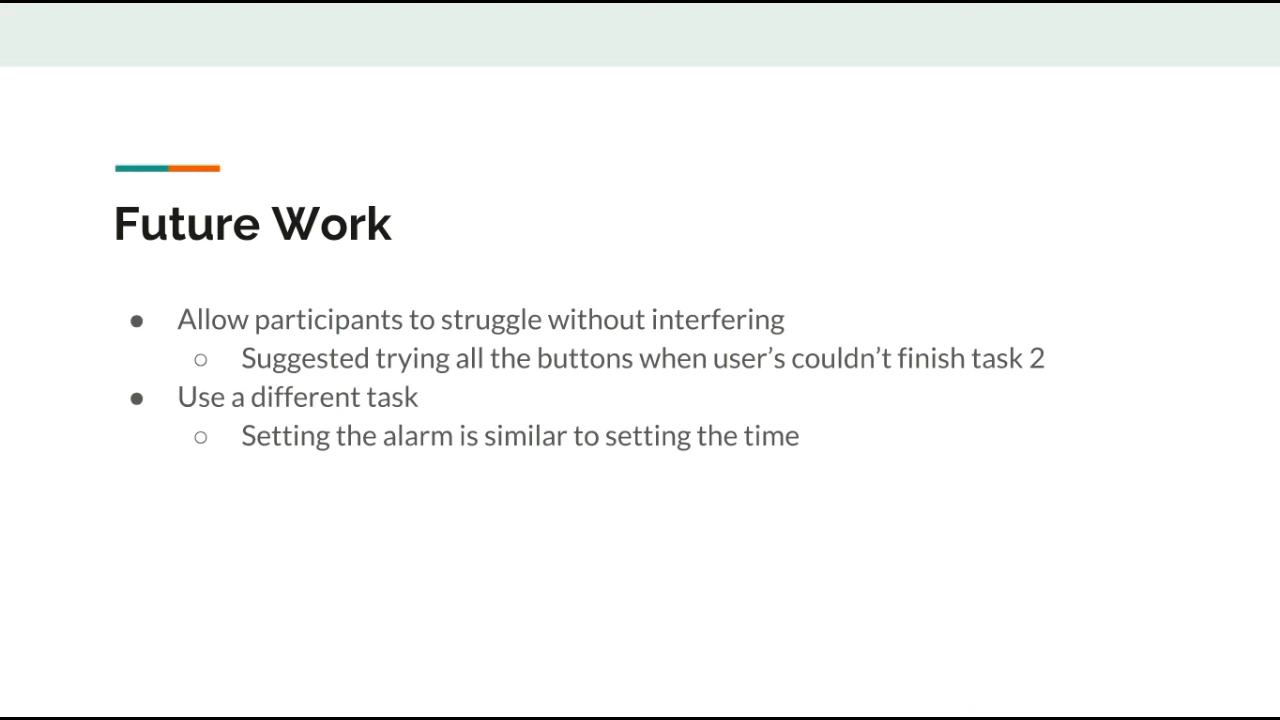 Future Work
● Allow participants to struggle without interfering
○ Suggested trying all the buttons when user’s couldn’t finish task 2
● Use a different task
○ Setting the alarm is similar to setting the time